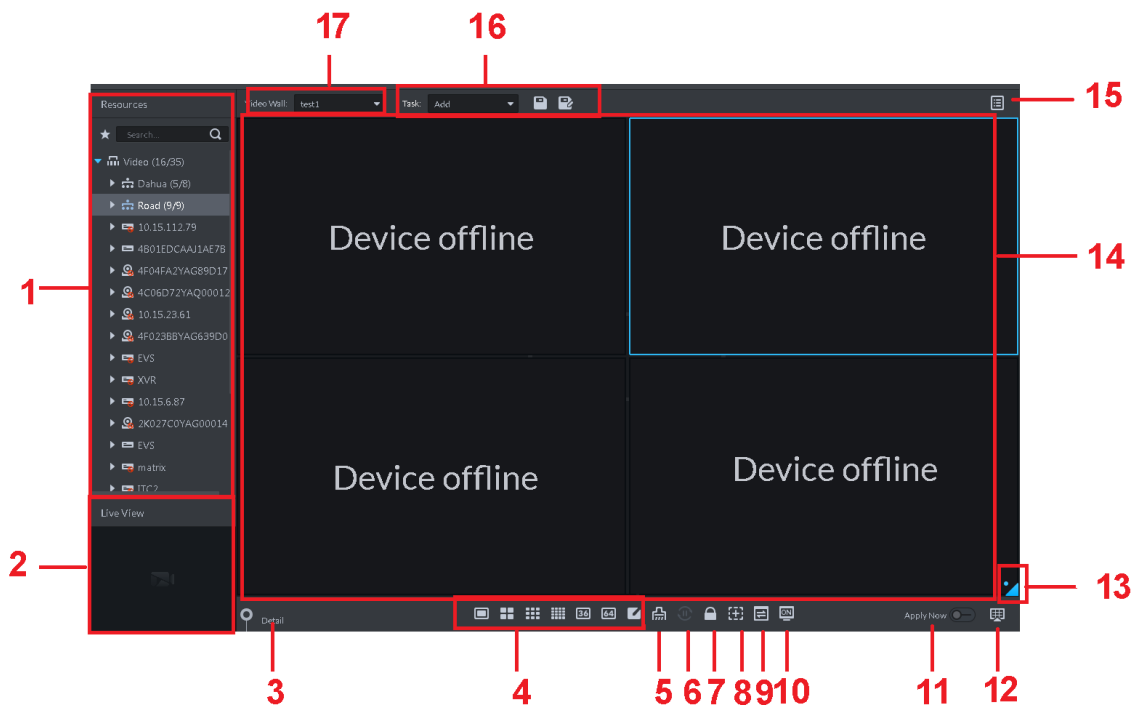 17
16
Resources
Video Wall:
test1
Task:
Add
15
Search...
Video (16/35)
Dahua (5/8)
Road (9/9)
10.15.112.79
4B01EDCAAJ1AE7B
4F04FA2YAG89D17
4C06D72YAQ00012
10.15.23.61
4F023BBYAG639D0
EVS
XVR
10.15.6.87
2K027C0YAG00014
EVS
matrix
ITC2
1
Device offline
Device offline
14
Device offline
Device offline
Live View
2
13
Detail
36
64
ON
Apply Now
3
4
5
6
7
8
9
10
11
12